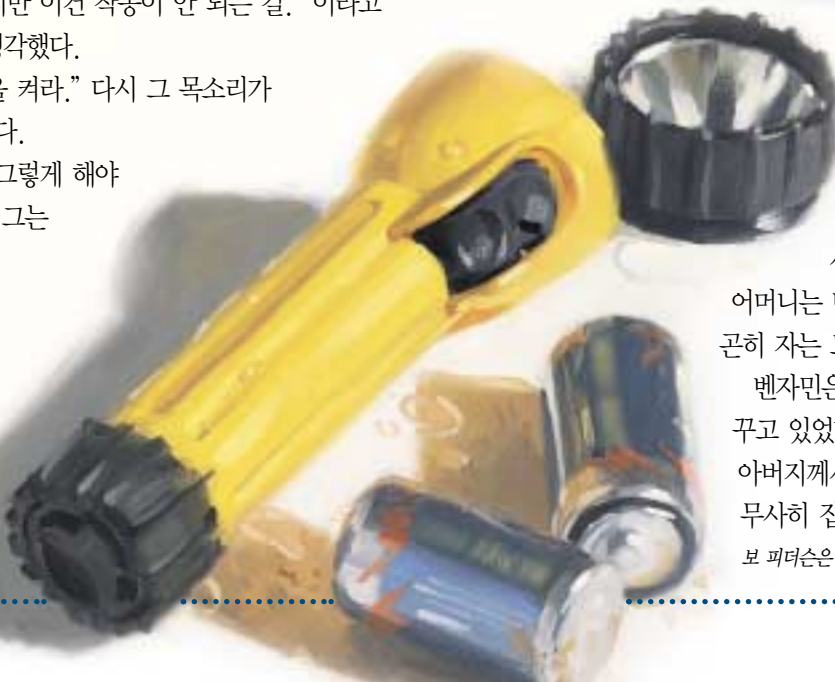 이건 작동이 안 되는 걸.” 이라고
생각했다.
켜라.” 다시 그 목소리가
다.
그렇게 해야
그는
어머니는
곤히 자는
벤자민은
꾸고 있었
아버지께서
무사히 집
보 피더슨은